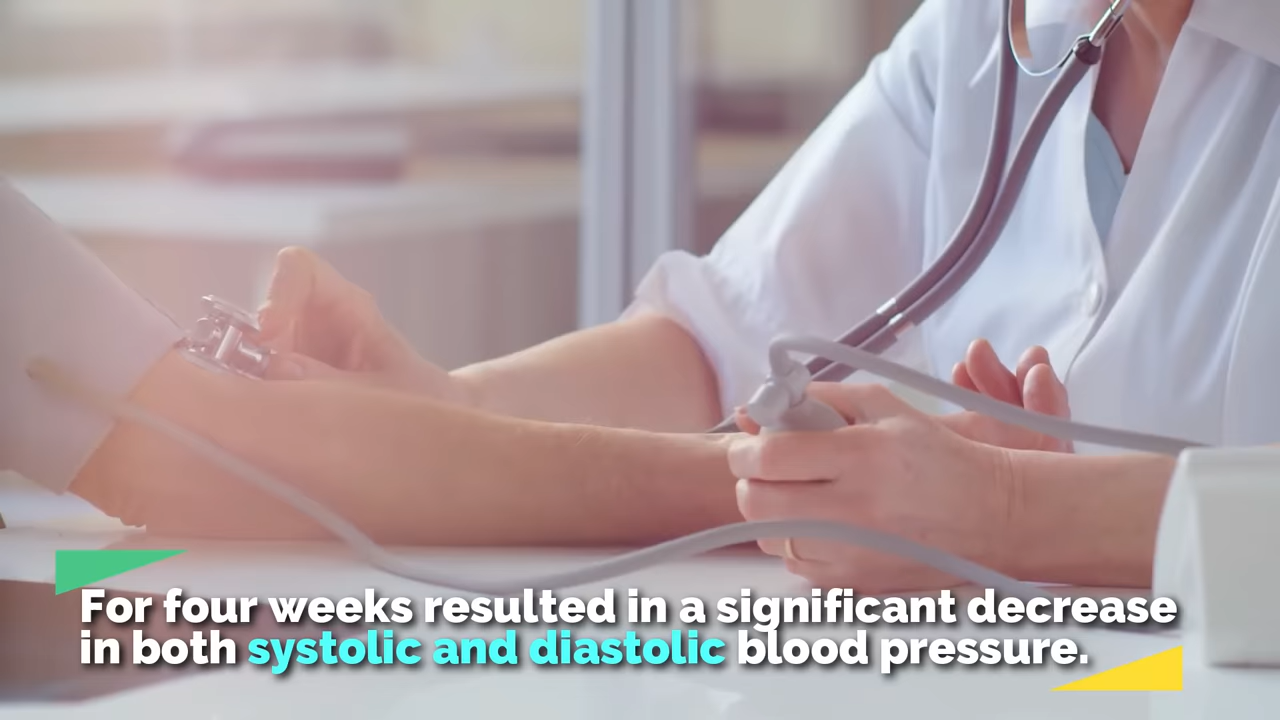 For four weeks resulted in a significant decrease
in both systolic and diastolic blood pressure.